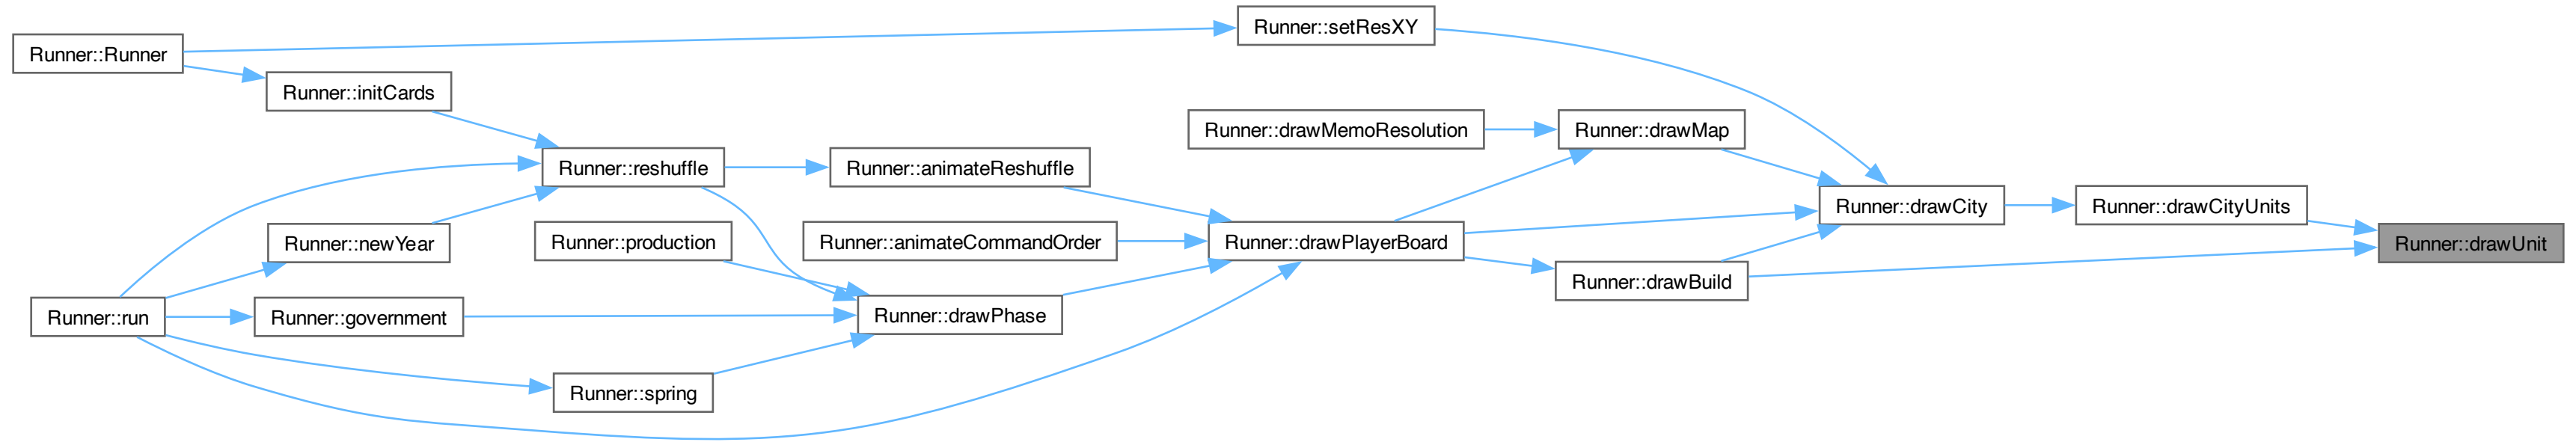 Runner::setResXY
Runner::Runner
Runner::initCards
Runner::drawMemoResolution
Runner::drawMap
Runner::reshuffle
Runner::animateReshuffle
Runner::drawCity
Runner::drawCityUnits
Runner::newYear
Runner::production
Runner::animateCommandOrder
Runner::drawPlayerBoard
Runner::drawUnit
Runner::drawBuild
Runner::run
Runner::government
Runner::drawPhase
Runner::spring